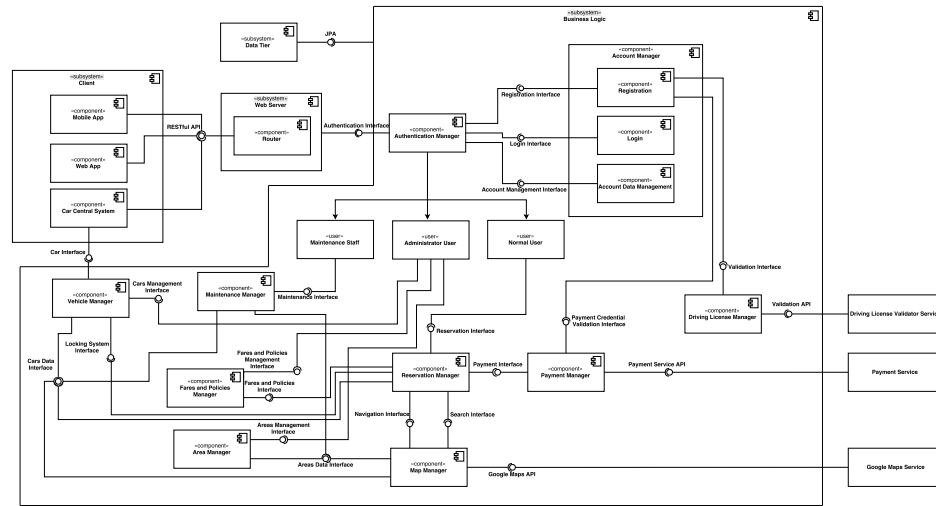 «subsystem»
Business Logic
«subsystem»
Data Tier
JPA
«component»
Account Manager
«subsystem»
Client
«component»
Registration
Registration Interface
«component»
Mobile App
«subsystem»
Web Server
RESTful API
«component»
Router
Authentication Interface
«component»
Authentication Manager
«component»
Login
Login Interface
«component»
Web App
«component»
Account Data Management
Account Management Interface
«component»
Car Central System
«user»
Maintenance Staff
«user»
Administrator User
«user»
Normal User
Car Interface
Validation Interface
«component»
Vehicle Manager
Cars Management
Interface
«component»
Maintenance Manager
Maintenance Interface
«component»
Driving License Manager
Validation API
Driving License Validator Service
Reservation Interface
Payment Credential
Validation Interface
Locking System
Interface
Cars Data
Interface
Fares and Policies
Management
Interface
«component»
Fares and Policies
Manager
Fares and Policies
Interface
«component»
Reservation Manager
Payment Interface
«component»
Payment Manager
Payment Service API
Payment Service
Navigation Interface
Search Interface
Areas Management
Interface
«component»
Area Manager
Areas Data Interface
«component»
Map Manager
Google Maps API
Google Maps Service